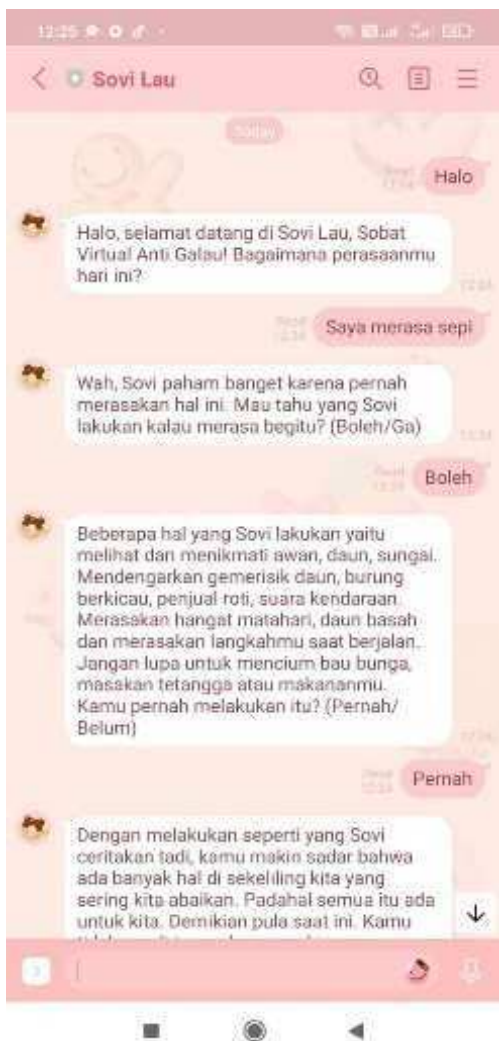 12:25
Sovi Lau
Today
Halo
Halo, selamat datang di Sovi Lau, Sobat
Virtual Anti Galau! Bagaimana perasaanmu
hari ini?
Saya merasa sepi
Wah, Sovi paham banget karena pernah
merasakan hal ini. Mau tahu yang Sovi
lakukan kalau merasa begitu? (Boleh/Ga)
Boleh
Beberapa hal yang Sovi lakukan yaitu
melihat dan menikmati awan, daun, sungai.
Mendengarkan gemerisik daun, burung
berkicau, penjual roti, suara kendaraan.
Merasakan hangat matahari, daun basah
dan merasakan langkahmu saat berjalan.
Jangan lupa untuk mencium bau bunga,
masakan tetangga atau makananmu.
Kamu pernah melakukan itu? (Pernah/
Belum)
Pernah
Dengan melakukan seperti yang Sovi
ceritakan tadi, kamu makin sadar bahwa
ada banyak hal di sekeliling kita yang
sering kita abaikan. Padahal semua itu ada
untuk kita. Demikian pula saat ini. Kamu